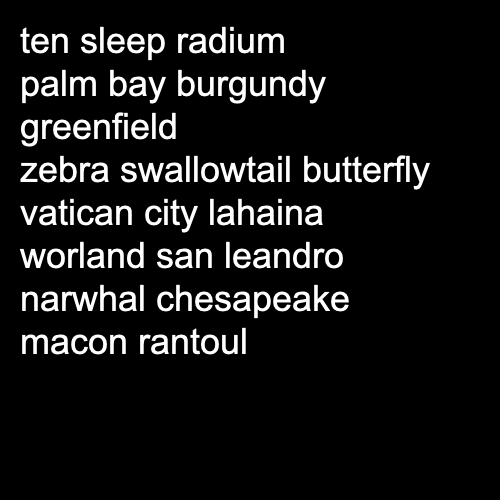 ten sleep radium
palm bay burgundy
greenfield
zebra swallowtail butterfly
vatican city lahaina
worland san leandro
narwhal chesapeake
macon rantoul